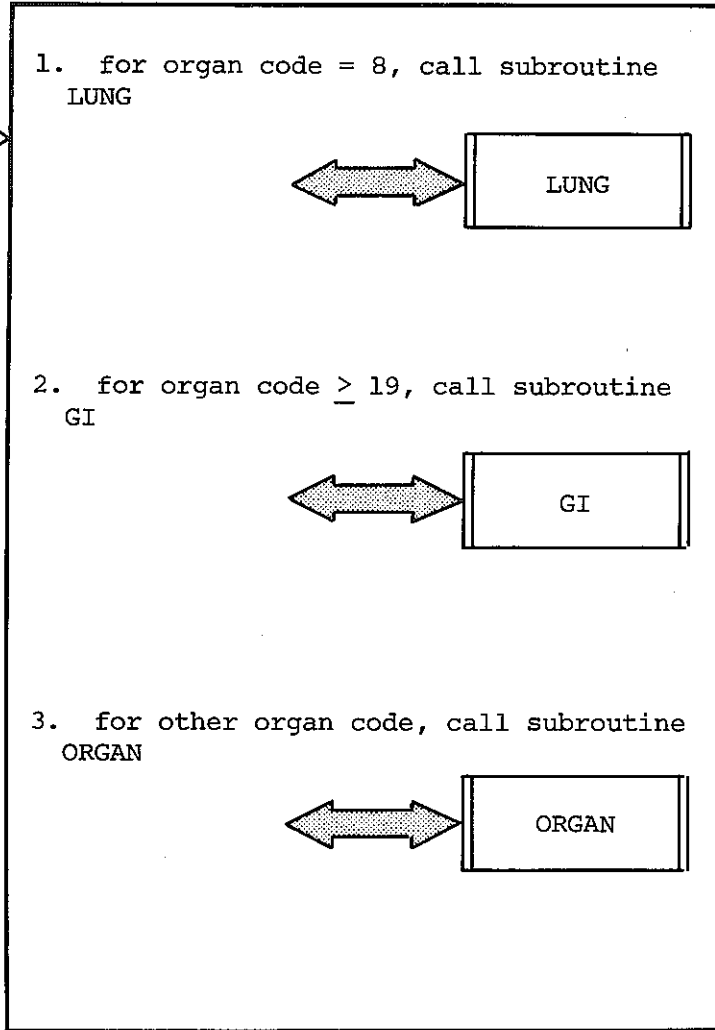 1. for organ code = 8, call subroutine
LUNG
LUNG
2. for organ code ≥ 19, call subroutine
GI
GI
3. for other organ code, call subroutine
ORGAN
ORGAN